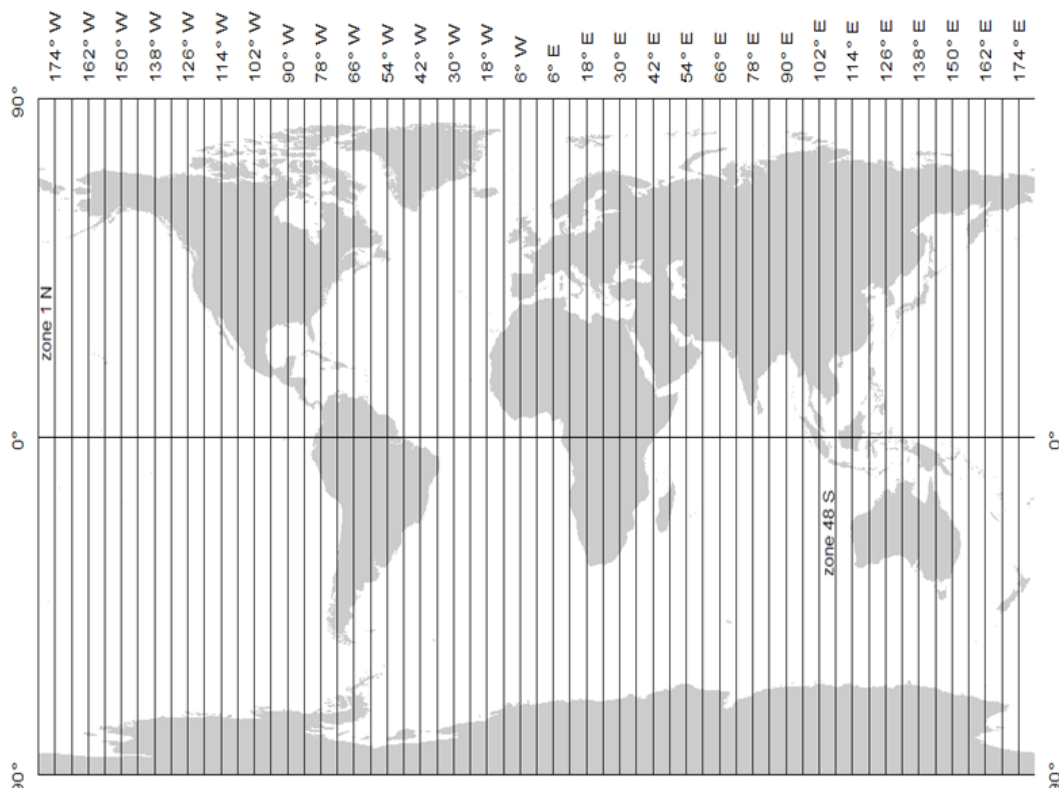 174° W
162° W
150° W
138° W
126° W
114° W
102° W
90° W
78° W
66° W
54° W
42° W
30° W
18° W
6° W
6° E
18° E
30° E
42° E
54° E
66° E
78° E
90° E
102° E
114° E
126° E
138° E
150° E
162° E
174° E
90°
zone 1 N
0°
0°
zone 48 S
90°
90°